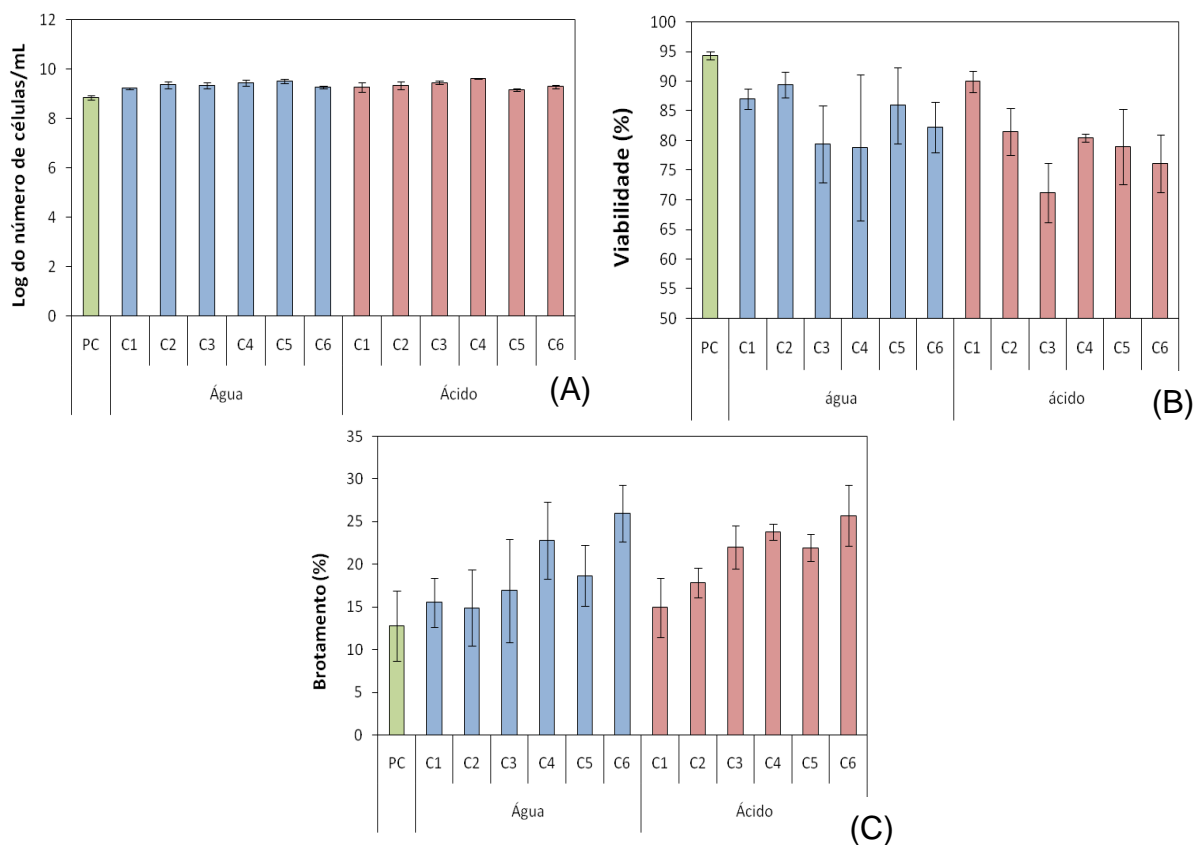 Log do número de células/mL
12
10
8
6
4
2
0
PC C1 C2 C3 C4 C5 C6 C1 C2 C3 C4 C5 C6
Água Ácido
(A)
Viabilidade (%)
100
95
90
85
80
75
70
65
60
55
50
PC C1 C2 C3 C4 C5 C6 C1 C2 C3 C4 C5 C6
água ácido
(B)
Brotamento (%)
35
30
25
20
15
10
5
0
PC C1 C2 C3 C4 C5 C6 C1 C2 C3 C4 C5 C6
Água Ácido
(C)